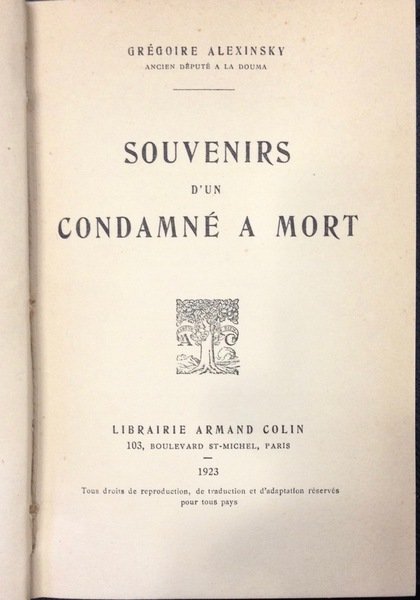 GRÉGOIRE ALEXINSKY
ANCIEN DÉPUTÉ A LA DOUMA
SOUVENIRS
D'UN
CONDAMNÉ A MORT
A C
LIBRAIRIE ARMAND COLIN
103, BOULEVARD ST-MICHEL, PARIS
1923
Tous droits de reproduction, de traduction et d'adaptation réservés
pour tous pays